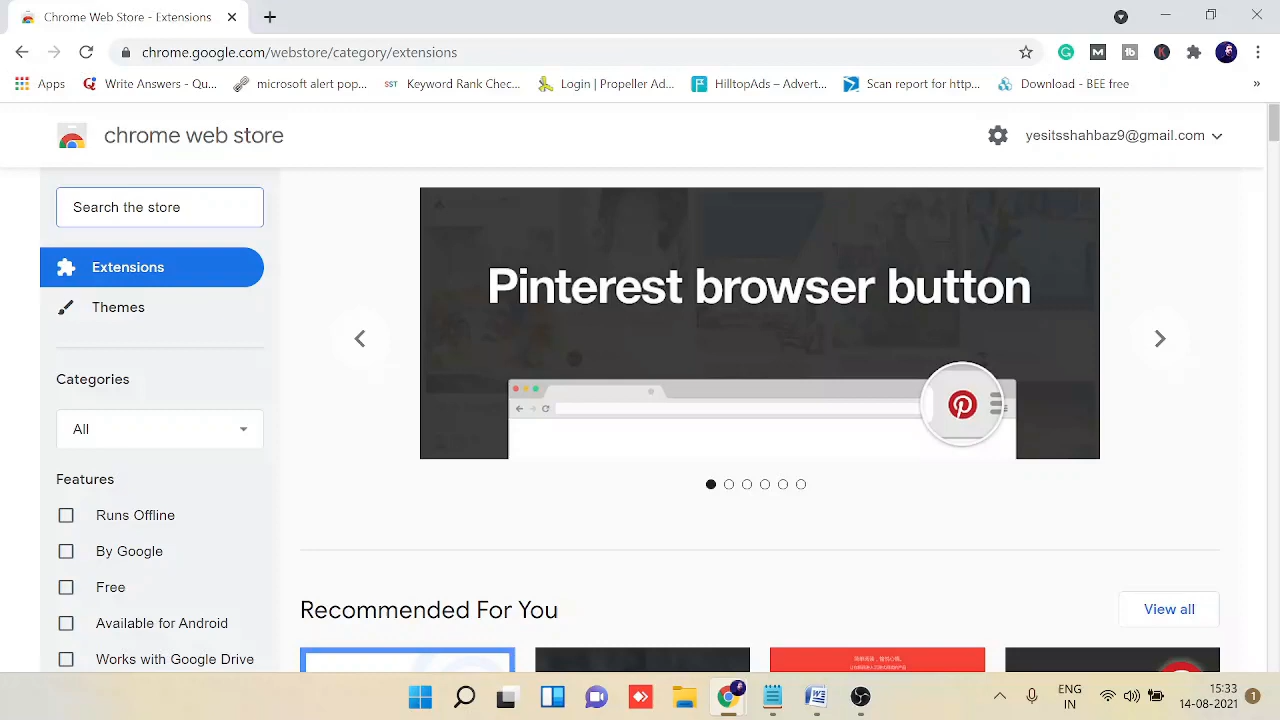 Chrome Web Store - Extensions
chrome.google.com/webstore/category/extensions
Apps
Write Answers - Qu...
microsoft alert pop...
SST Keyword Rank Chec...
Login | Propeller Ad...
HilltopAds – Advert...
Scan report for http...
Download - BEE free
»
chrome web store
yesitsshahbaz9@gmail.com
Search the store
Extensions
Themes
Categories
All
Features
Runs Offline
By Google
Free
Available for Android
Works with Google Drive
Pinterest browser button
Recommended For You
View all
ENG
IN
15:33
14-08-2021
1